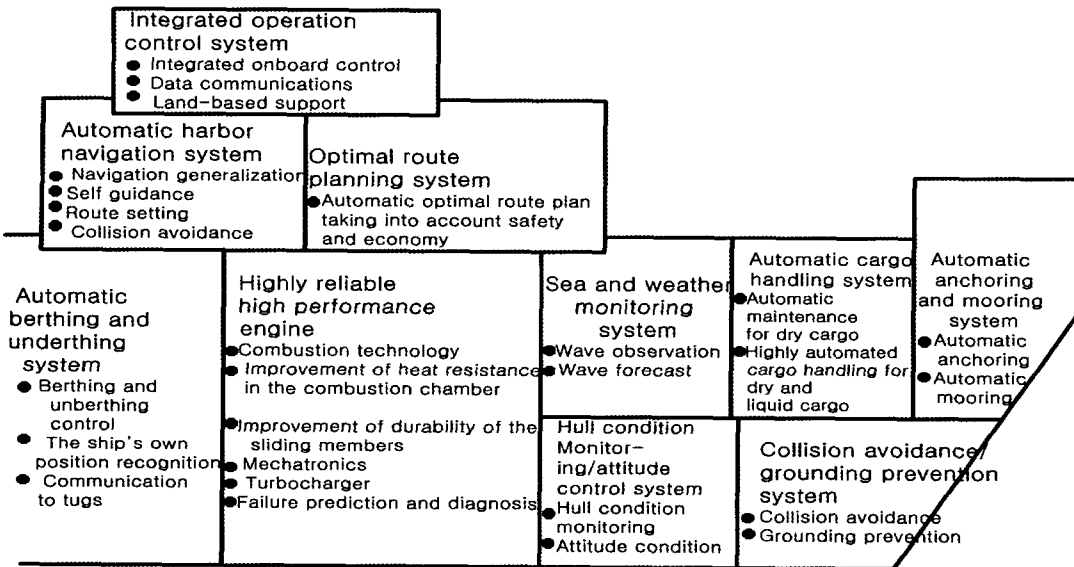 Integrated operation
control system
● Integrated onboard control
● Data communications
● Land-based support
Automatic harbor
navigation system
● Navigation generalization
● Self guidance
● Route setting
● Collision avoidance
Optimal route
planning system
● Automatic optimal route plan
taking into account safety
and economy
Automatic
berthing and
underthing
system
● Berthing and
unberthing
control
● The ship's own
position recognition
● Communication
to tugs
Highly reliable
high performance
engine
● Combustion technology
● Improvement of heat resistance
in the combustion chamber
● Improvement of durability of the
sliding members
● Mechatronics
● Turbocharger
● Failure prediction and diagnosis
Sea and weather
monitoring
system
● Wave observation
● Wave forecast
Automatic cargo
handling system
● Automatic
maintenance
for dry cargo
● Highly automated
cargo handling for
dry and
liquid cargo
Automatic
anchoring
and mooring
system
● Automatic
anchoring
● Automatic
mooring
Hull condition
Monitor-
ing/attitude
control system
● Hull condition
monitoring
● Attitude condition
Collision avoidance/
grounding prevention
system
● Collision avoidance
● Grounding prevention